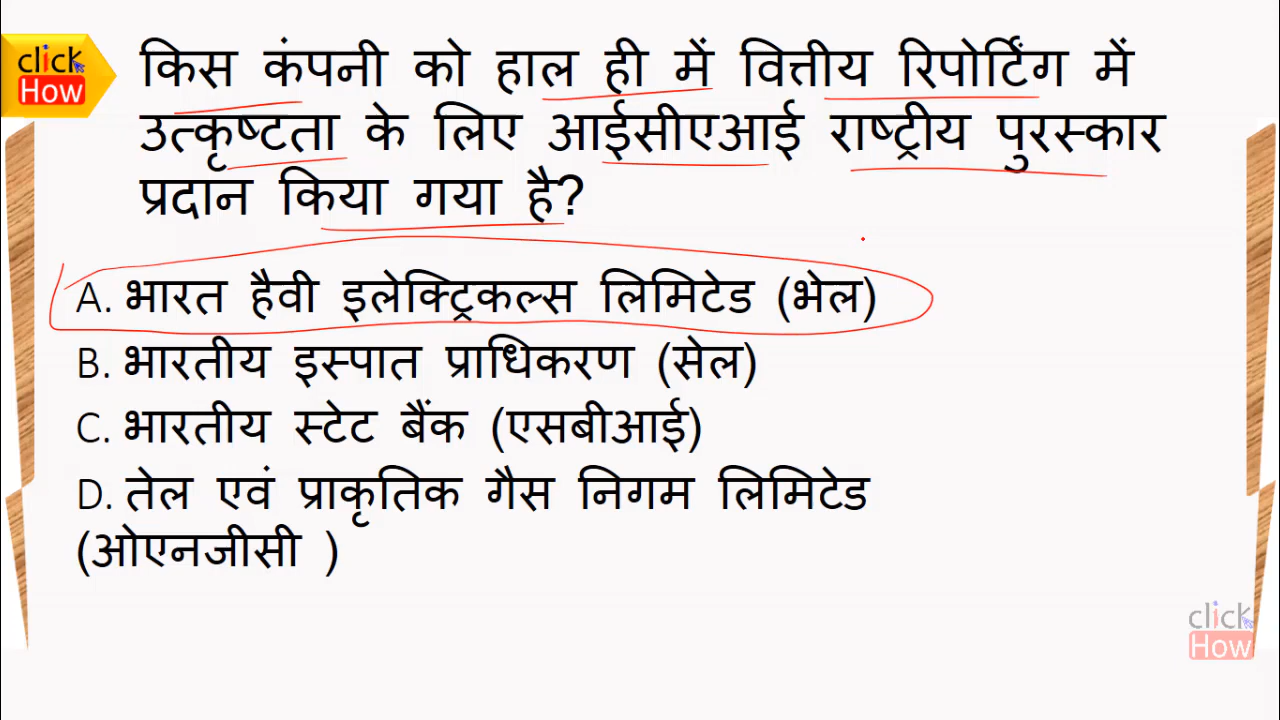 click
How
किस कंपनी को हाल ही में वित्तीय रिपोर्टिंग में
उत्कृष्टता के लिए आईसीएआई राष्ट्रीय पुरस्कार
प्रदान किया गया है?
A. भारत हैवी इलेक्ट्रिकल्स लिमिटेड (भेल)
B. भारतीय इस्पात प्राधिकरण (सेल)
C. भारतीय स्टेट बैंक (एसबीआई)
D. तेल एवं प्राकृतिक गैस निगम लिमिटेड
(ओएनजीसी )
click
How